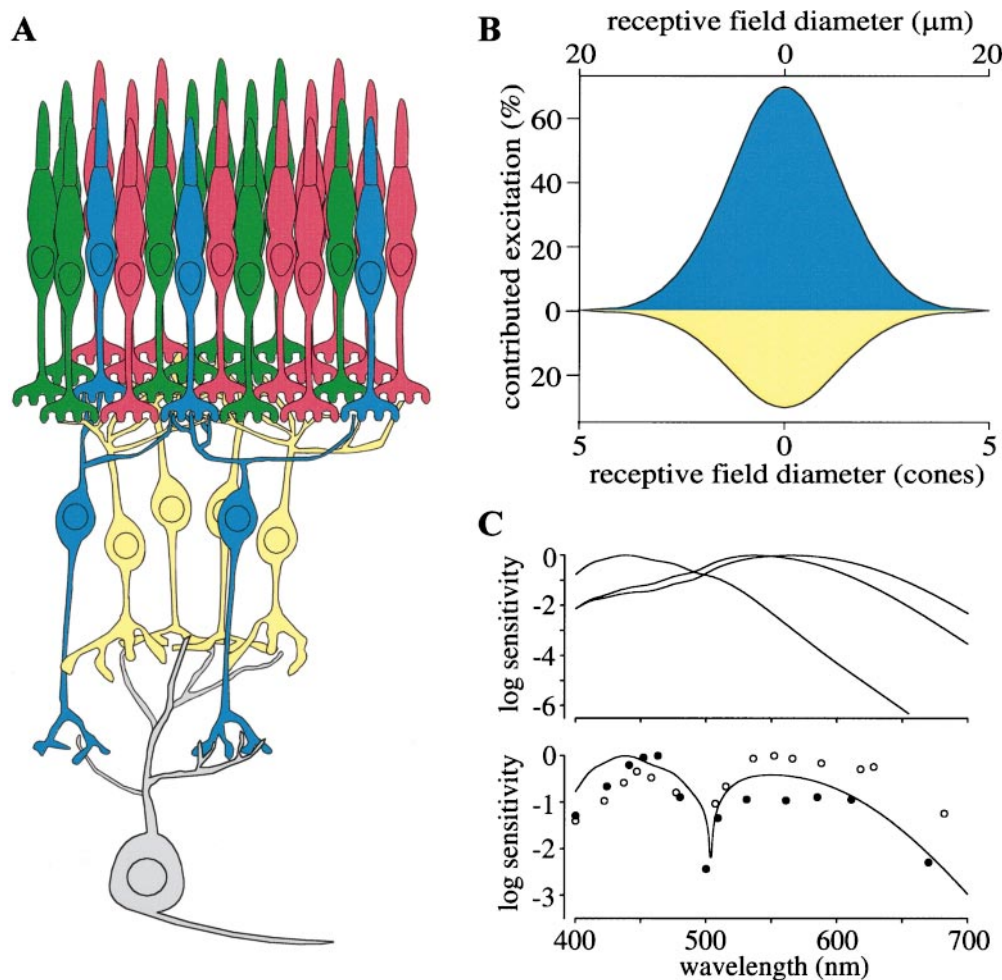 A
B
receptive field diameter (μm)
20 0 20
contributed excitation (%)
60
40
20
0
20
5 0 5
receptive field diameter (cones)
C
log sensitivity
0
-2
-4
-6
log sensitivity
0
-1
-2
-3
400 500 600 700
wavelength (nm)